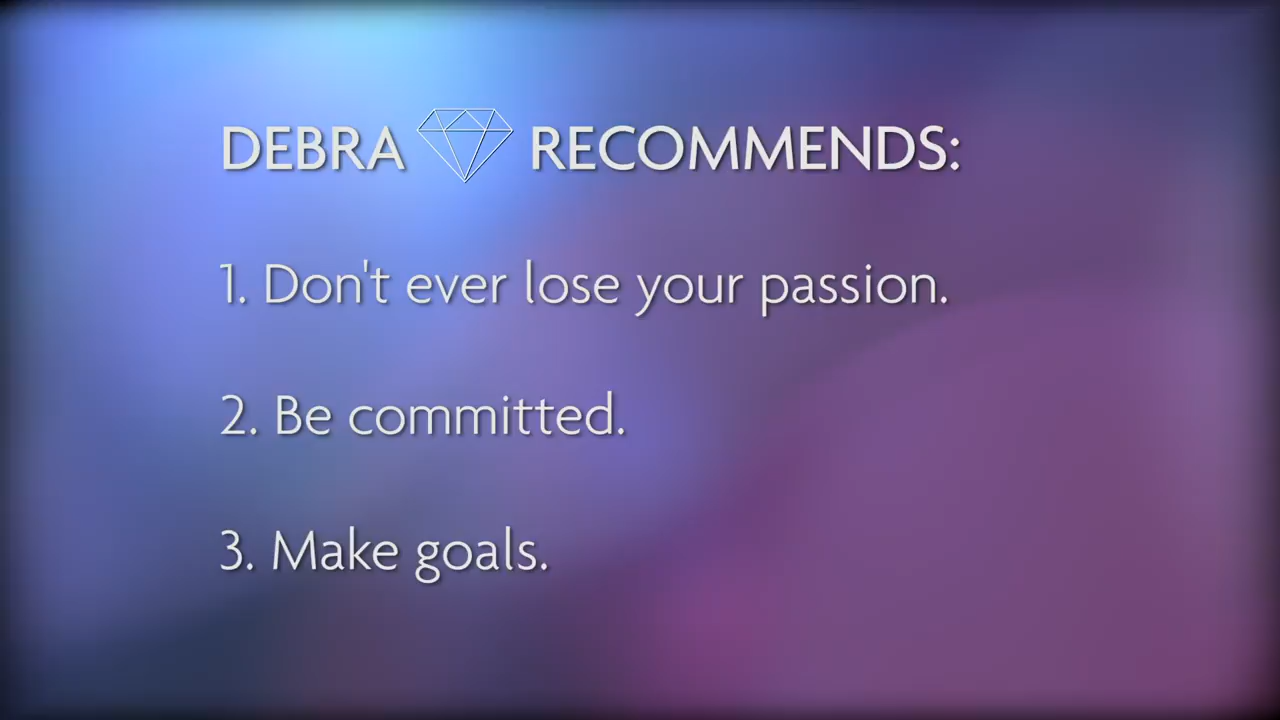 DEBRA RECOMMENDS:
1. Don't ever lose your passion.
2. Be committed.
3. Make goals.